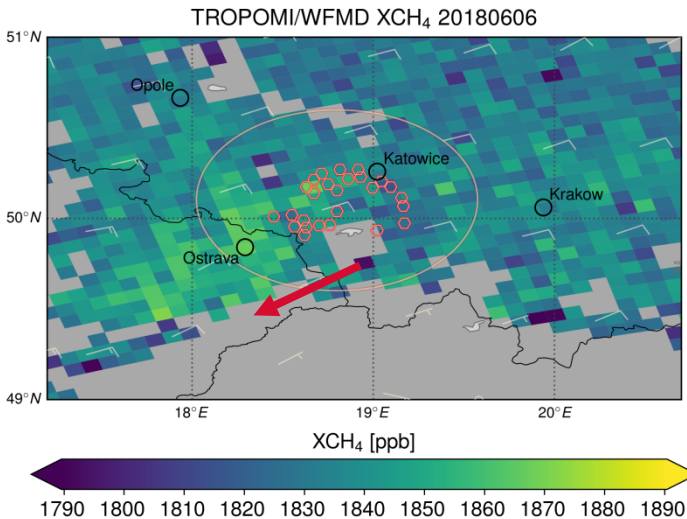 TROPOMI/WFMD XCH₄ 20180606
51°N
Opole
Katowice
50°N
Krakow
Ostrava
49°N
18°E 19°E 20°E
XCH₄ [ppb]
1790 1800 1810 1820 1830 1840 1850 1860 1870 1880 1890